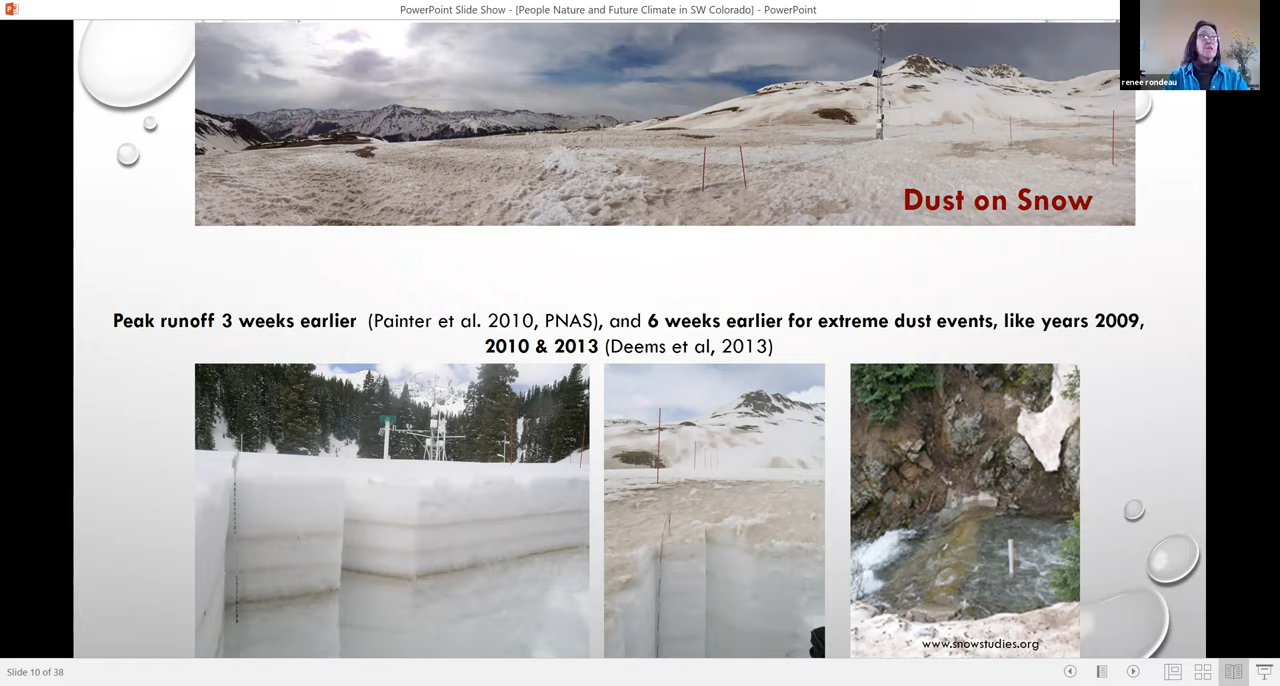 PowerPoint Slide Show - [People Nature and Future Climate in SW Colorado] - PowerPoint
renee rondeau
Dust on Snow
Peak runoff 3 weeks earlier (Painter et al. 2010, PNAS), and 6 weeks earlier for extreme dust events, like years 2009,
2010 & 2013 (Deems et al, 2013)
www.snowstudies.org
Slide 10 of 38